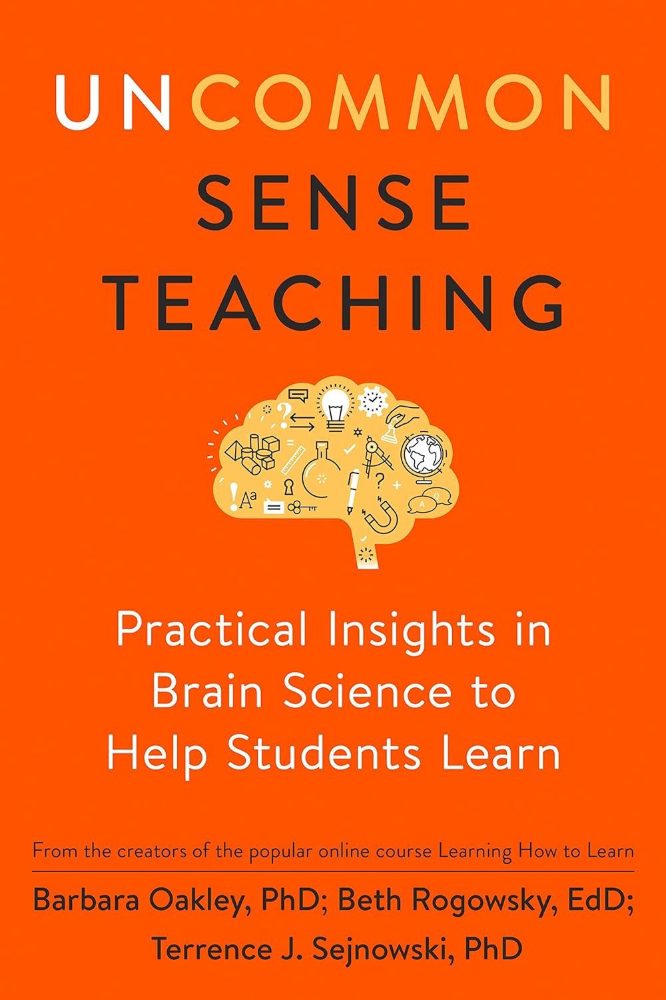 UNCOMMON
SENSE
TEACHING
?
=
!
Aa
?
+
A
Q
Practical Insights in
Brain Science to
Help Students Learn
From the creators of the popular online course Learning How to Learn
Barbara Oakley, PhD; Beth Rogowsky, EdD;
Terrence J. Sejnowski, PhD